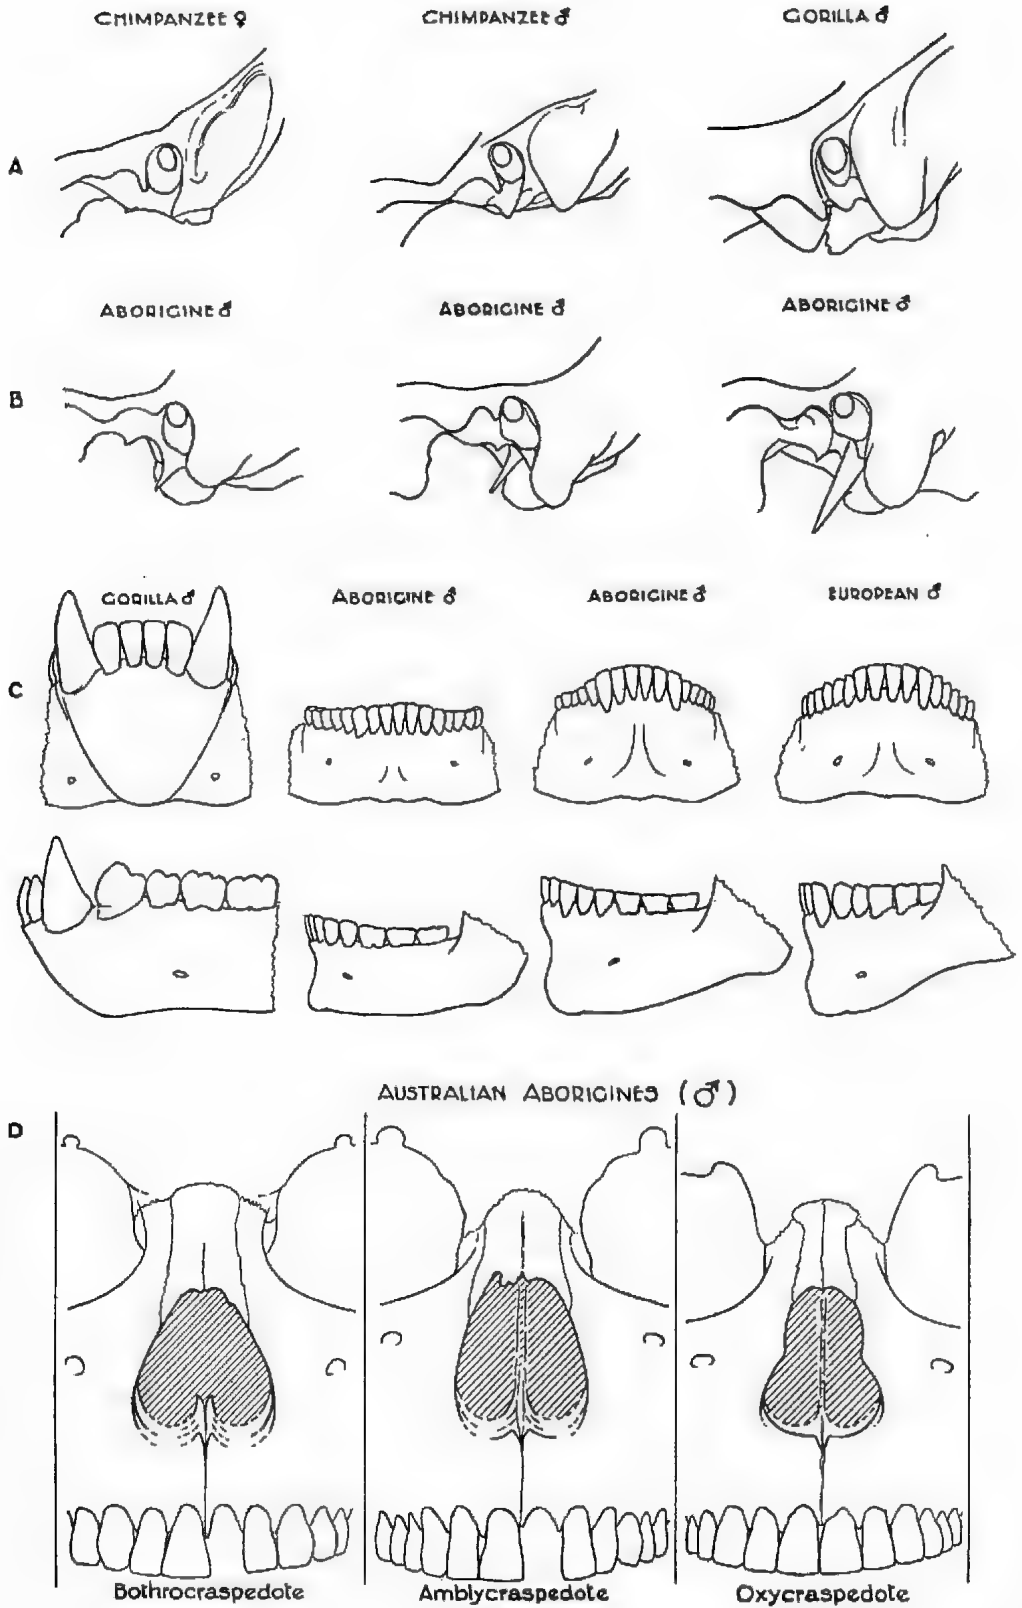 CHIMPANZEE ♀ CHIMPANZEE ♂ GORILLA ♂
A
ABORIGINE ♂ ABORIGINE ♂ ABORIGINE ♂
B
GORILLA ♂ ABORIGINE ♂ ABORIGINE ♂ EUROPEAN ♂
C
AUSTRALIAN ABORIGINES (♂)
D
Bothrocraspedote Amblycraspedote Oxycraspedote